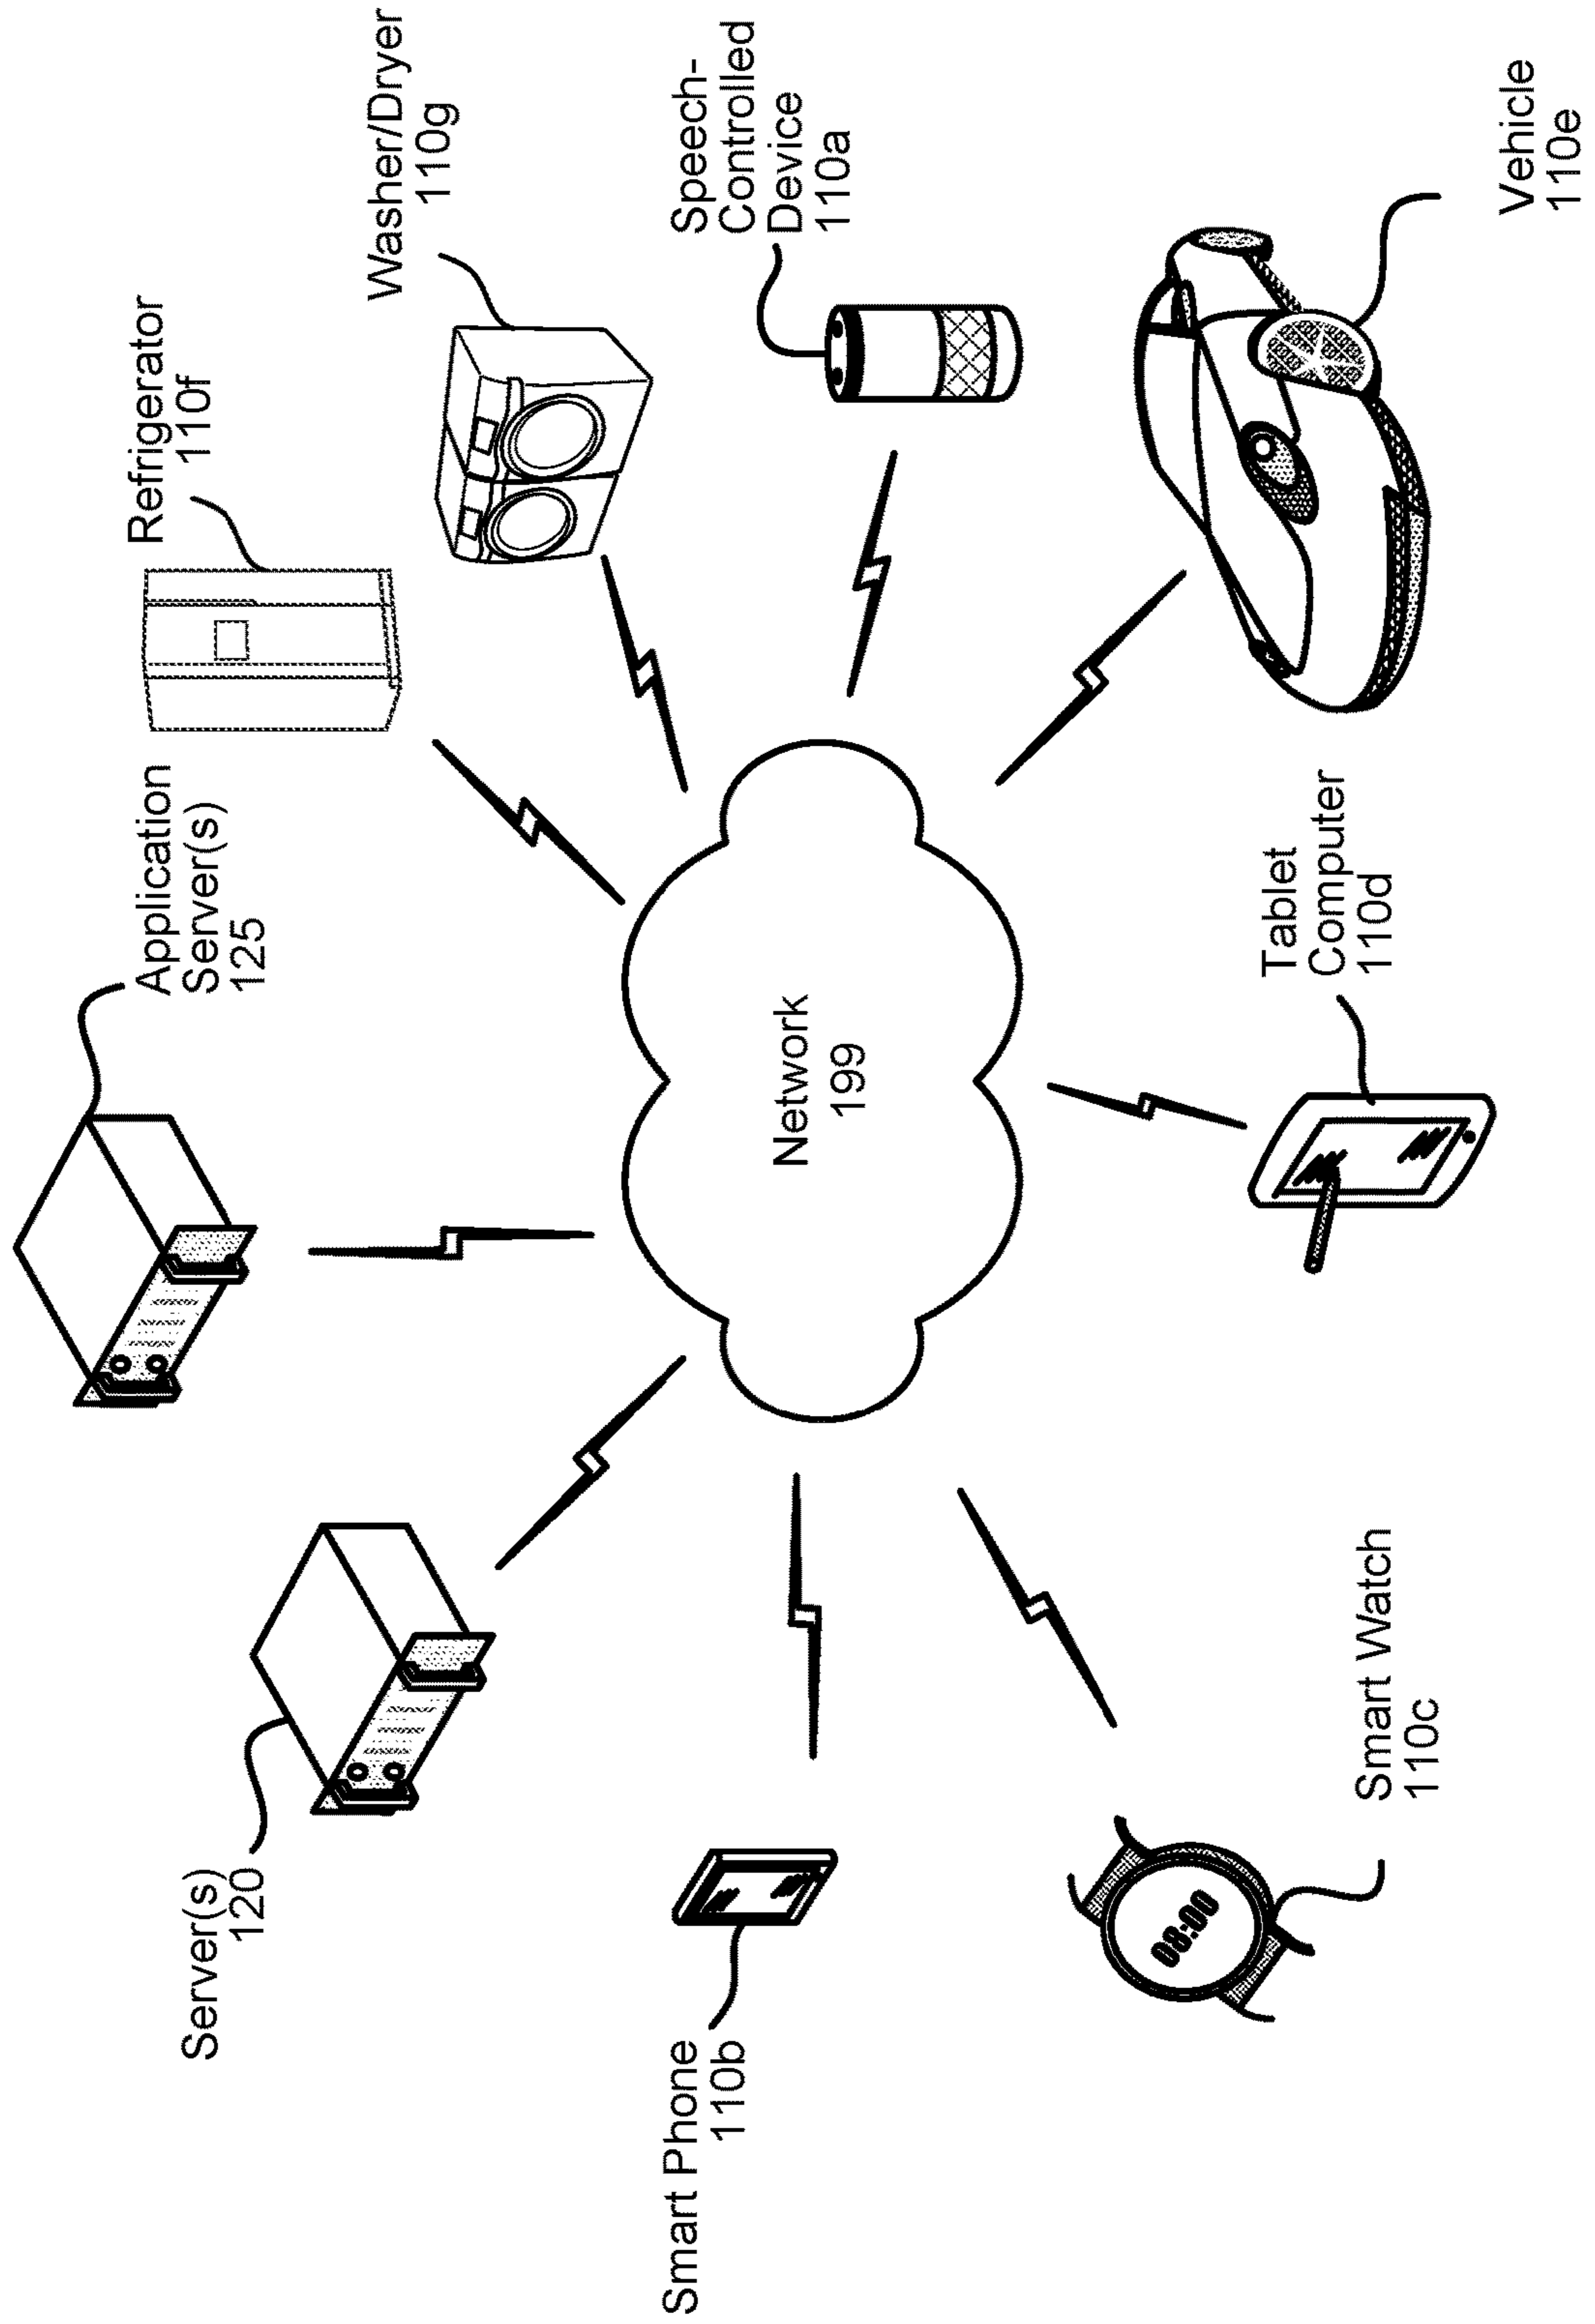 Server(s)
120
Application
Server(s)
125
Refrigerator
110f
Washer/Dryer
110g
Smart Phone
110b
Network
199
Speech-
Controlled
Device
110a
08:00
Smart Watch
110c
Tablet
Computer
110d
Vehicle
110e